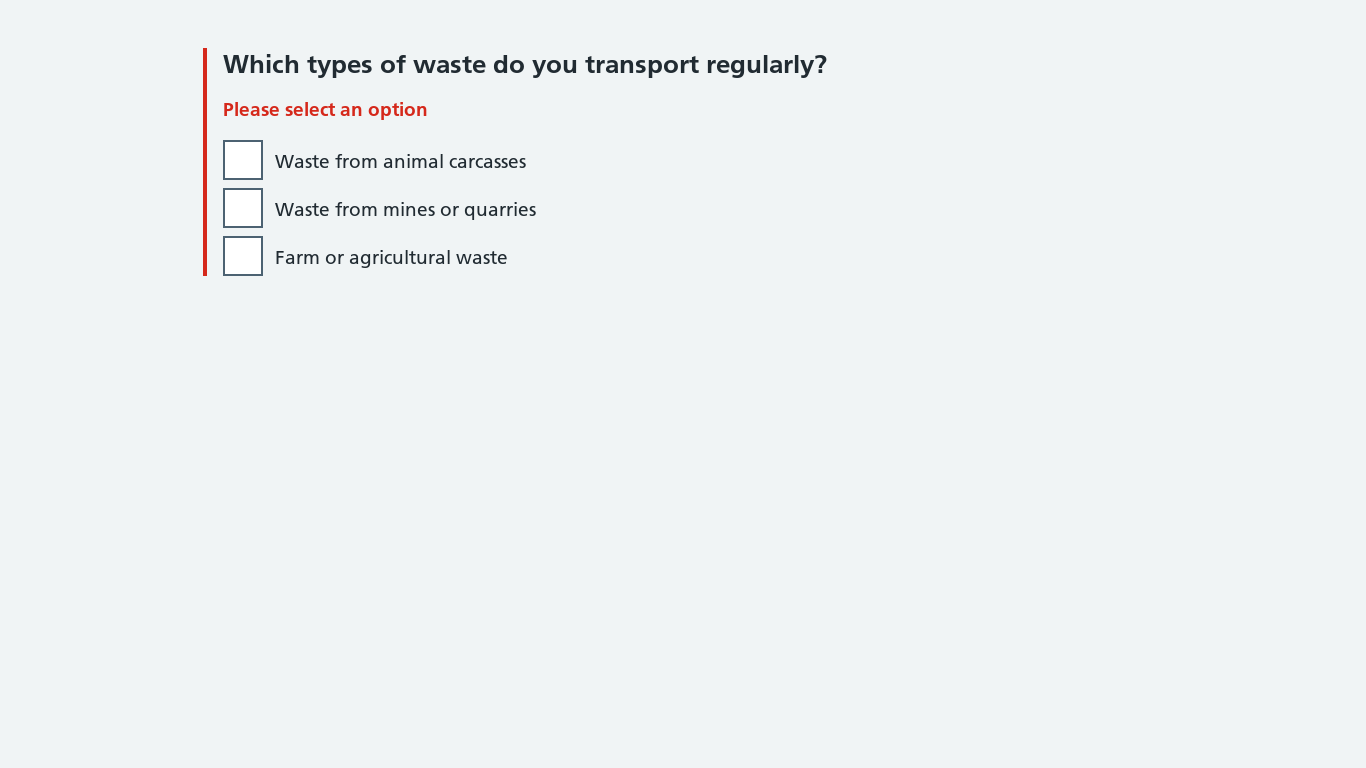 Which types of waste do you transport regularly?
Please select an option
Waste from animal carcasses
Waste from mines or quarries
Farm or agricultural waste